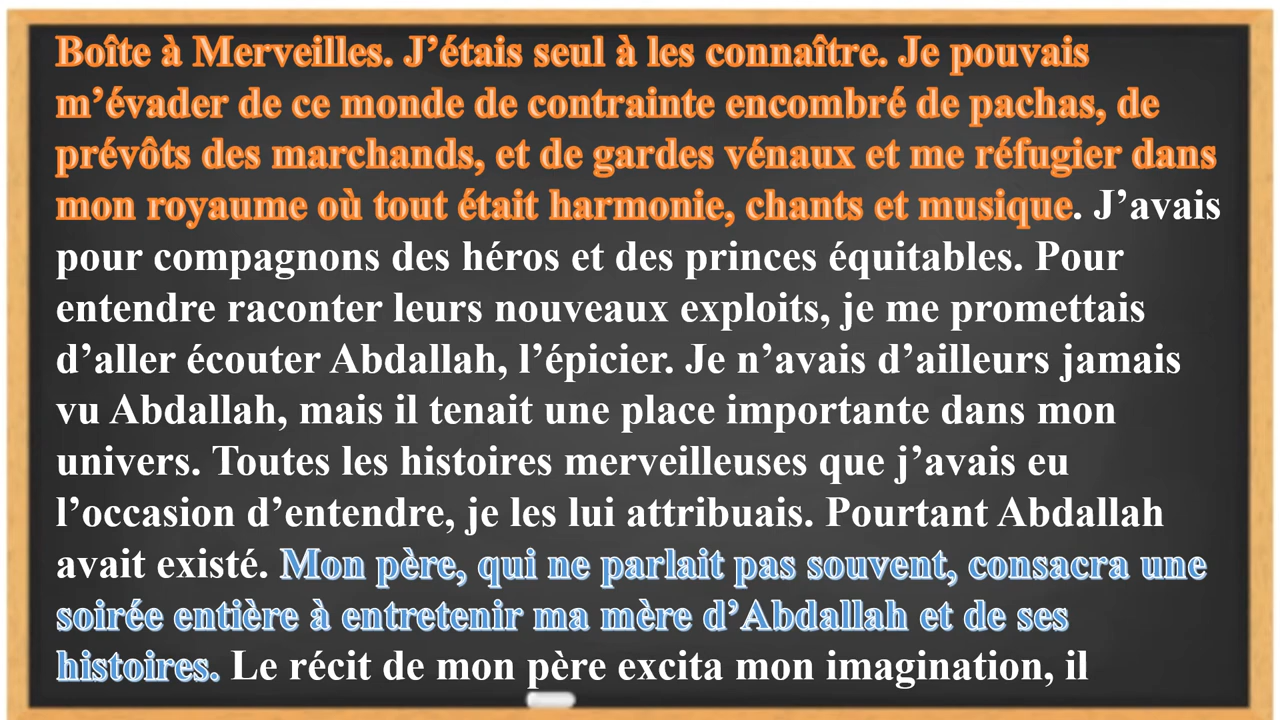 Boîte à Merveilles. J’étais seul à les connaître. Je pouvais
m’évader de ce monde de contrainte encombré de pachas, de
prévôts des marchands, et de gardes vénaux et me réfugier dans
mon royaume où tout était harmonie, chants et musique. J’avais
pour compagnons des héros et des princes équitables. Pour
entendre raconter leurs nouveaux exploits, je me promettais
d’aller écouter Abdallah, l’épicier. Je n’avais d’ailleurs jamais
vu Abdallah, mais il tenait une place importante dans mon
univers. Toutes les histoires merveilleuses que j’avais eu
l’occasion d’entendre, je les lui attribuais. Pourtant Abdallah
avait existé. Mon père, qui ne parlait pas souvent, consacra une
soirée entière à entretenir ma mère d’Abdallah et de ses
histoires. Le récit de mon père excita mon imagination, il